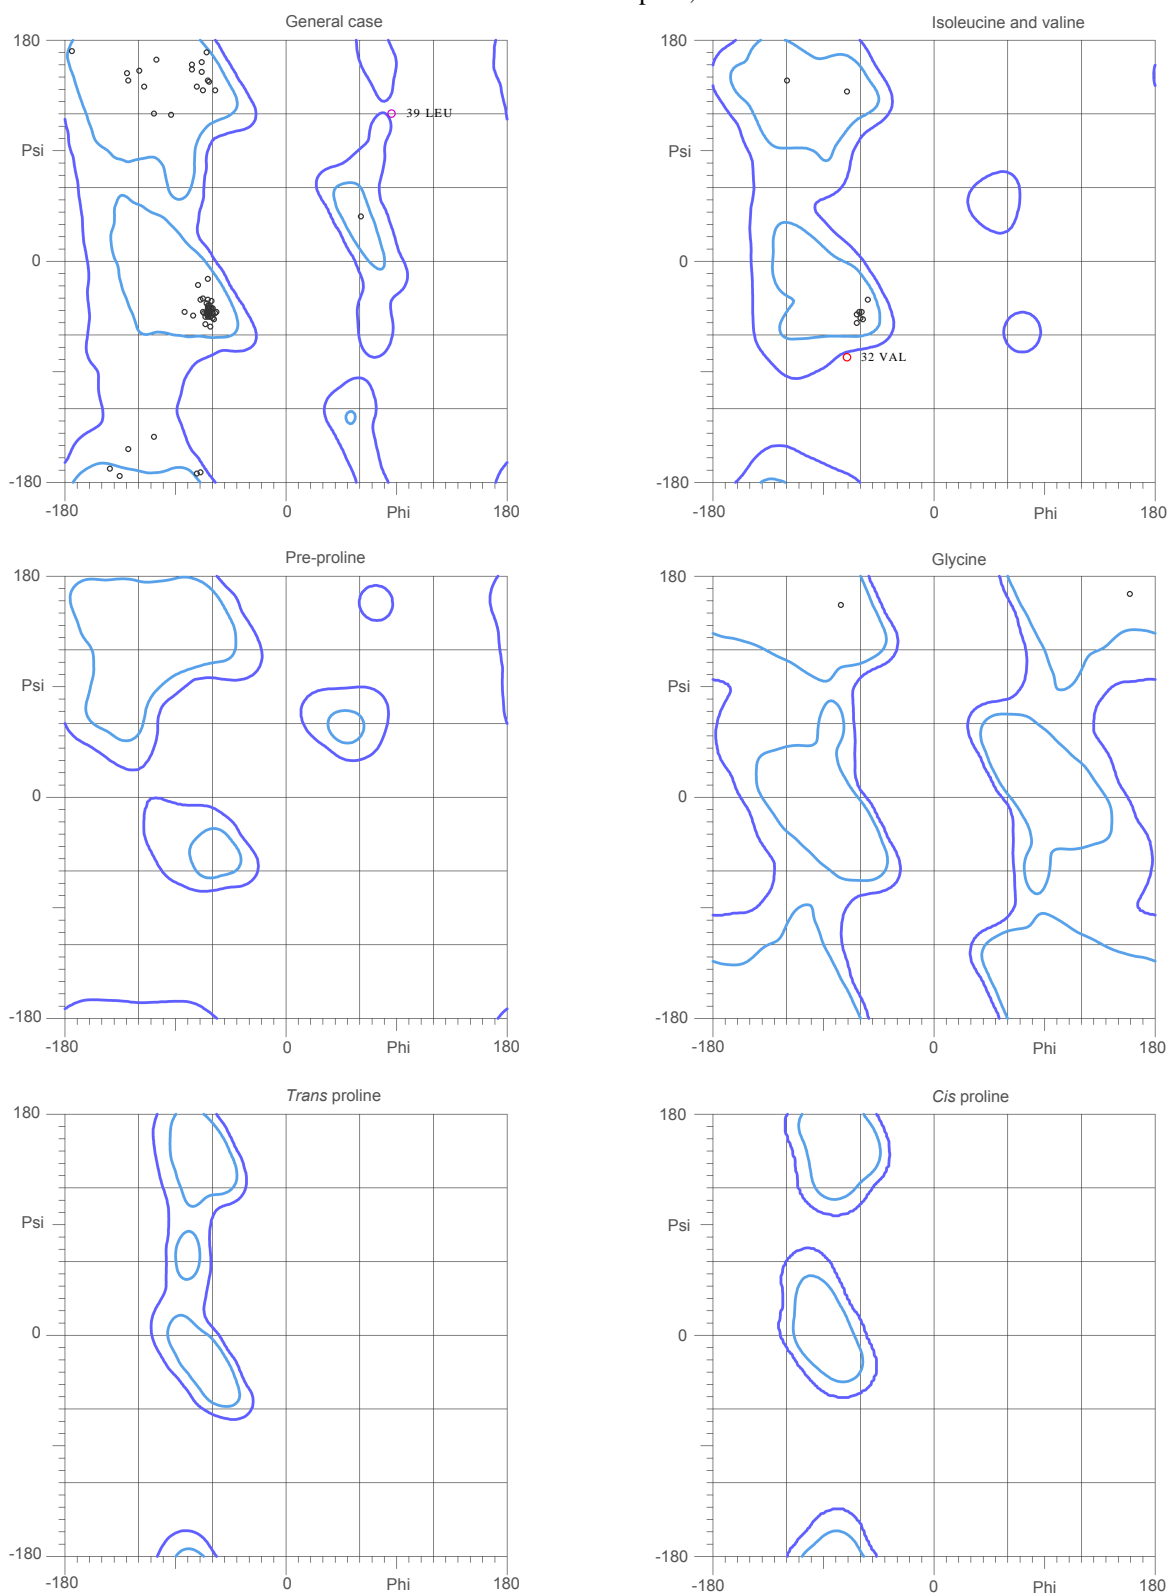 General case
Isoleucine and valine
180
180
39 LEU
Psi
Psi
0
0
32 VAL
-180
-180
-180
0
Phi
180
-180
0
Phi
180
Pre-proline
Glycine
180
180
Psi
Psi
0
0
-180
-180
-180
0
Phi
180
-180
0
Phi
180
Trans proline
Cis proline
180
180
Psi
Psi
0
0
-180
-180
-180
0
Phi
180
-180
0
Phi
180